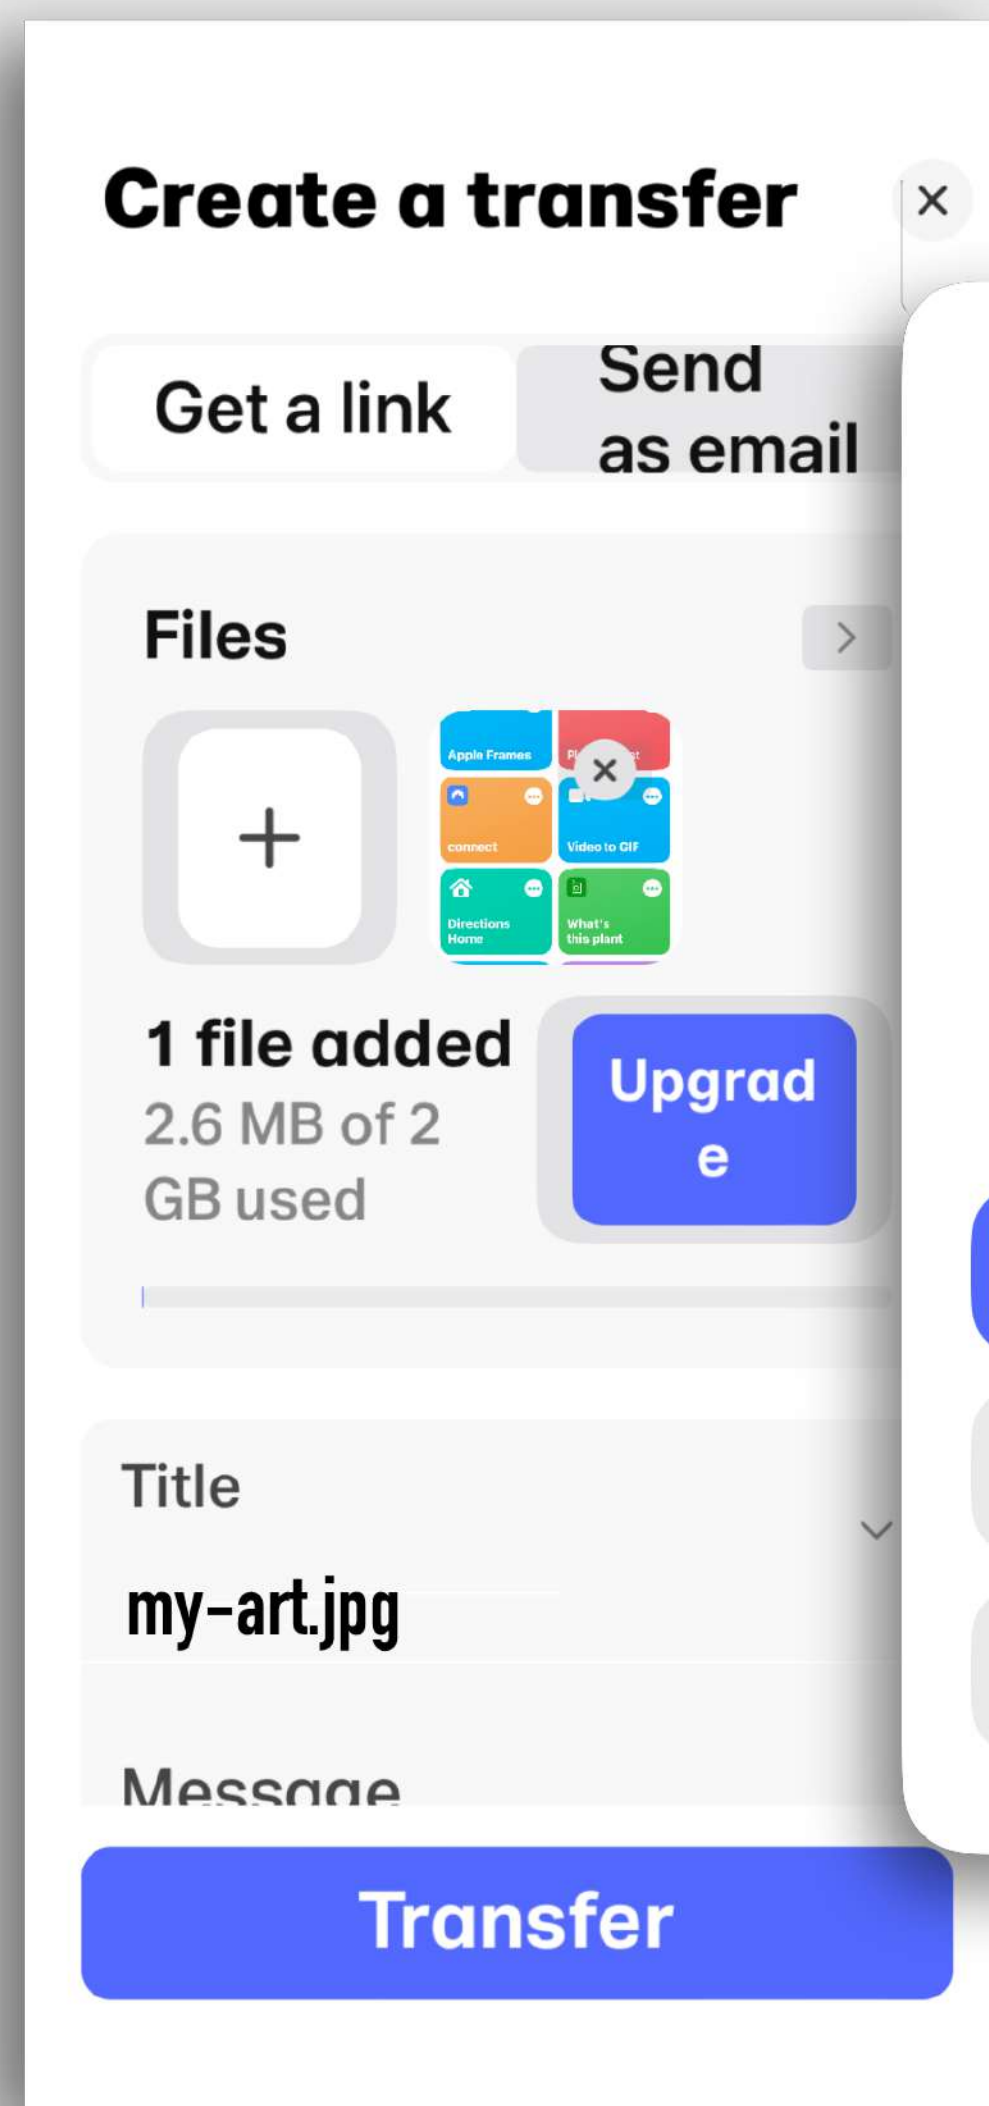 Create a transfer
Get a link
Send
as email
Files
Apple Frames
connect
Video to GIF
Directions
Home
What's
this plant
1 file added
2.6 MB of 2
GB used
Upgrad
e
Title
my-art.jpg
Message
Transfer